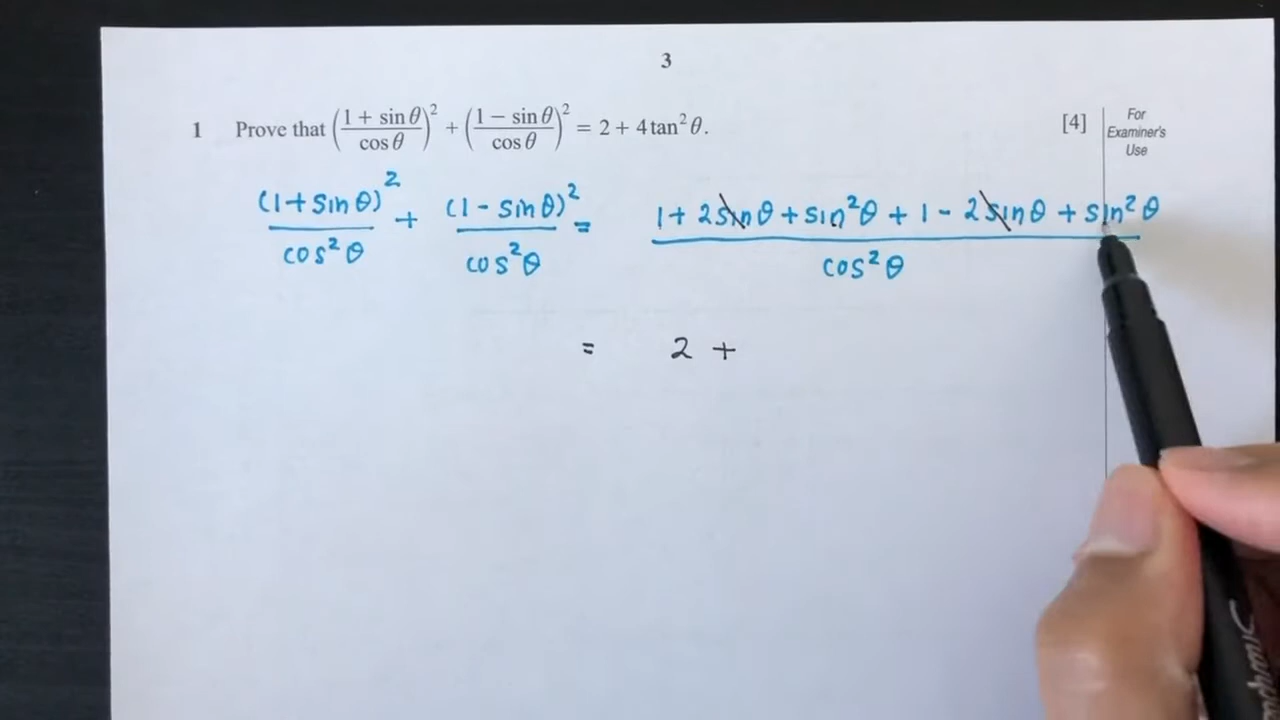 3
1 Prove that ((1 + sin θ)/(cos θ))² + ((1 − sin θ)/(cos θ))² = 2 + 4 tan² θ. [4]
For
Examiner's
Use
(1 + sin θ)²/cos² θ + (1 - sin θ)²/cos² θ = (1 + 2 sin θ + sin² θ + 1 - 2 sin θ + sin² θ)/cos² θ
= 2 +